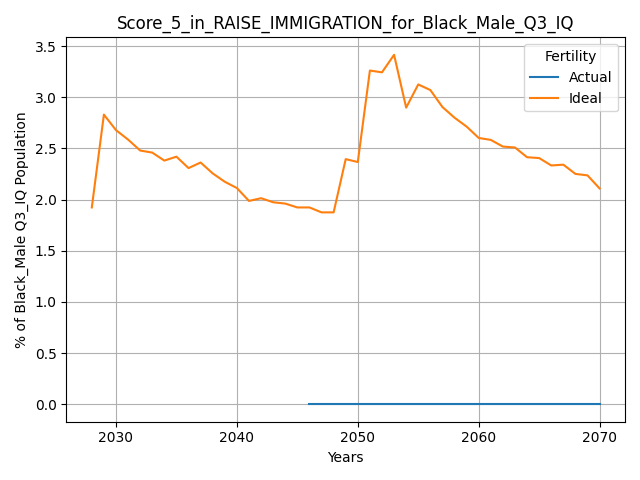 Score_5_in_RAISE_IMMIGRATION_for_Black_Male_Q3_IQ
Fertility
Actual
Ideal
% of Black_Male Q3_IQ Population
3.5
3.0
2.5
2.0
1.5
1.0
0.5
0.0
2030 2040 2050 2060 2070
Years